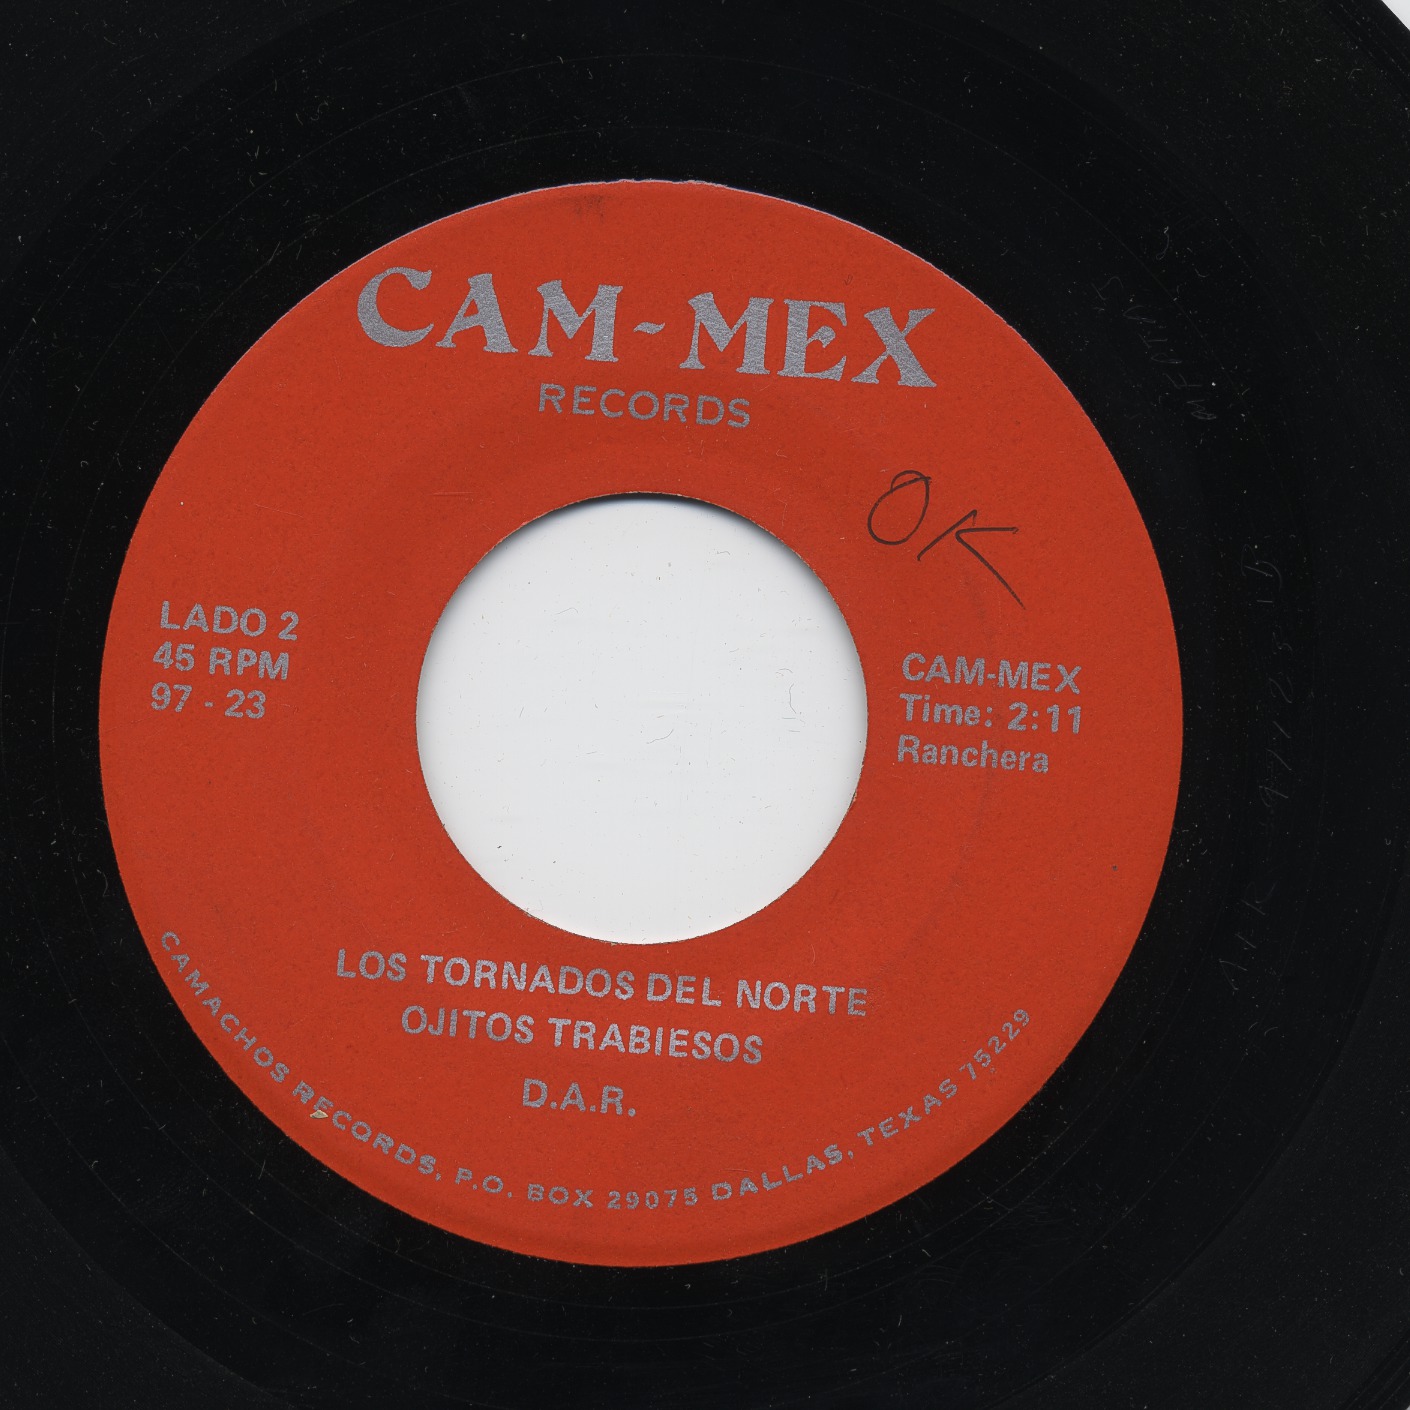 CAM-MEX
RECORDS
OK
LADO 2
45 RPM
97 - 23
CAM-MEX
Time: 2:11
Ranchera
LOS TORNADOS DEL NORTE
OJITOS TRABIESOS
D.A.R.
CAMACHOS RECORDS, P.O. BOX 29075 DALLAS, TEXAS 75229